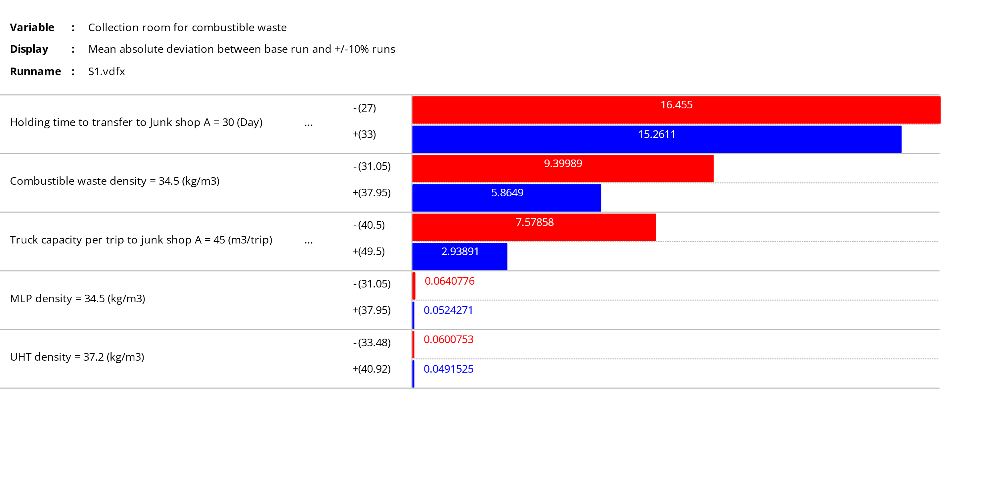 Variable : Collection room for combustible waste
Display : Mean absolute deviation between base run and +/-10% runs
Runname : S1.vdfx
-(27) 16.455
Holding time to transfer to Junk shop A = 30 (Day) ...
+(33) 15.2611
-(31.05) 9.39989
Combustible waste density = 34.5 (kg/m3)
+(37.95) 5.8649
-(40.5) 7.57858
Truck capacity per trip to junk shop A = 45 (m3/trip) ...
+(49.5) 2.93891
-(31.05) 0.0640776
MLP density = 34.5 (kg/m3)
+(37.95) 0.0524271
-(33.48) 0.0600753
UHT density = 37.2 (kg/m3)
+(40.92) 0.0491525